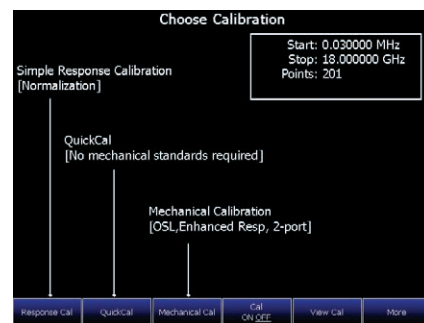 Choose Calibration
Start: 0.030000 MHz
Stop: 18.000000 GHz
Points: 201
Simple Response Calibration
[Normalization]
QuickCal
[No mechanical standards required]
Mechanical Calibration
[OSL,Enhanced Resp, 2-port]
Response Cal
QuickCal
Mechanical Cal
Cal
ON OFF
View Cal
More